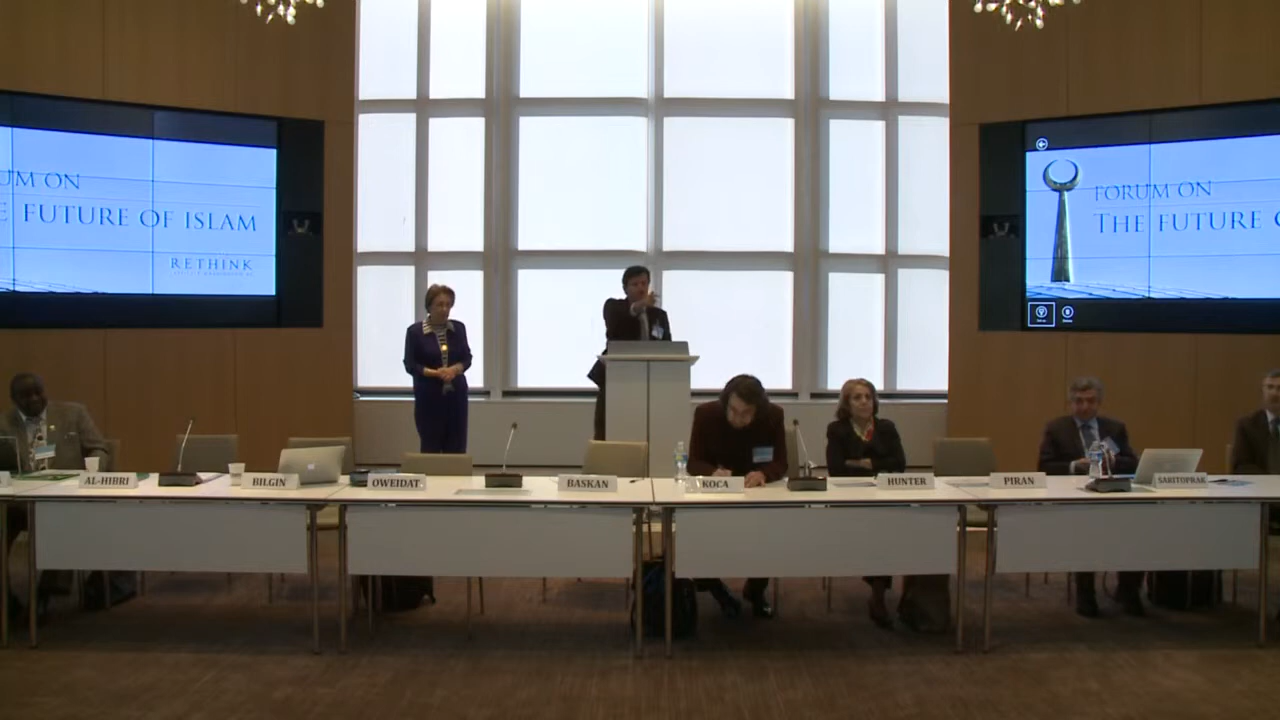 UM ON
E FUTURE OF ISLAM
RETHINK
FORUM ON
THE FUTURE
AL-HIBRI
BILGIN
OWEIDAT
BASKAN
KOCA
HUNTER
PIRAN
SARITOPRAK